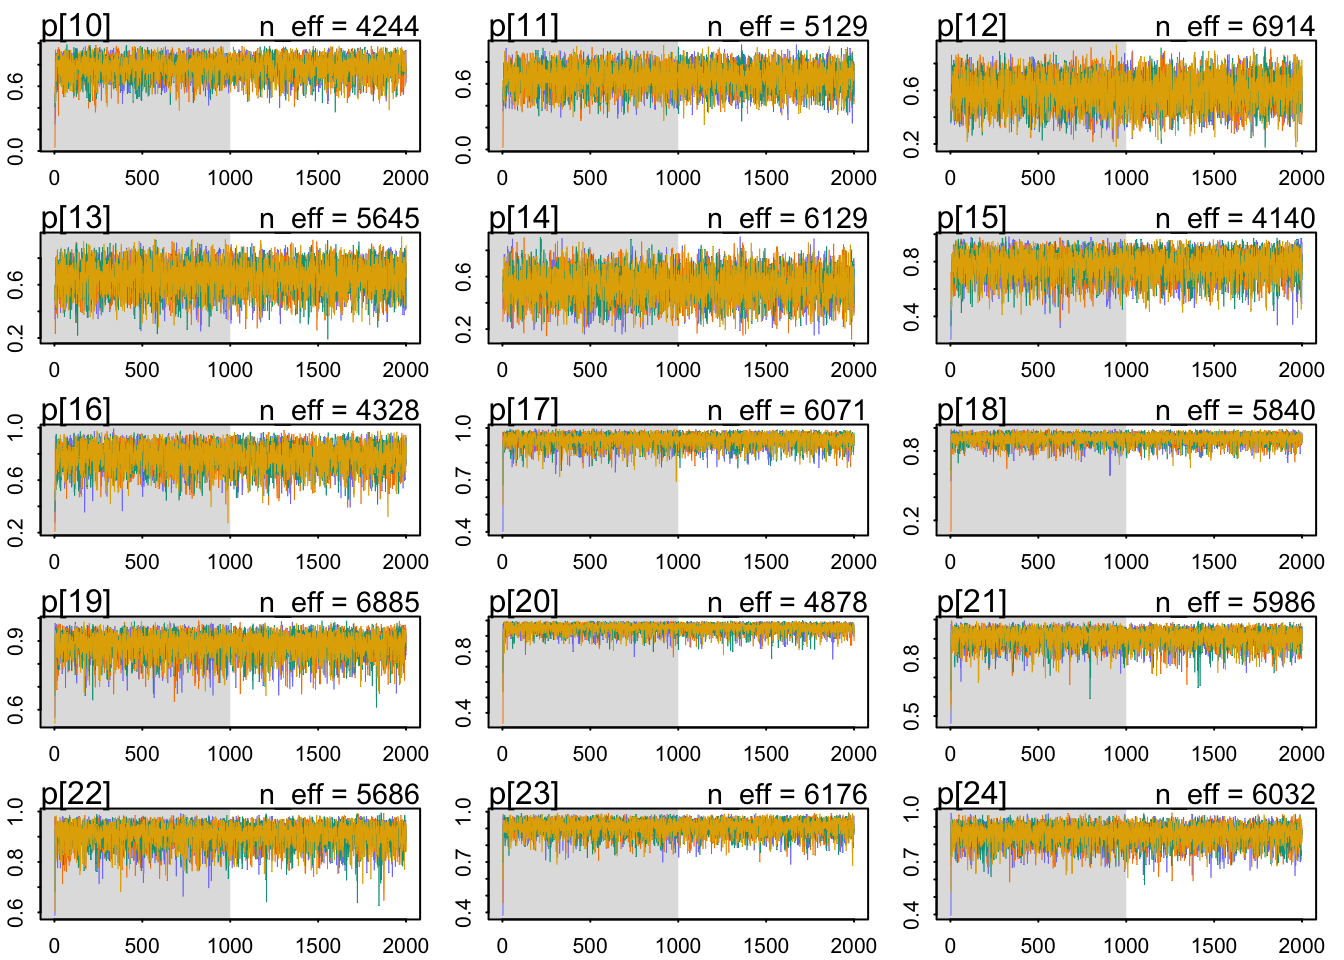 p[10] n_eff = 4244 p[11] n_eff = 5129 p[12] n_eff = 6914
0.0 0.6 0.0 0.6 0.2 0.6
0 500 1000 1500 2000 0 500 1000 1500 2000 0 500 1000 1500 2000
p[13] n_eff = 5645 p[14] n_eff = 6129 p[15] n_eff = 4140
0.2 0.6 0.2 0.6 0.4 0.8
0 500 1000 1500 2000 0 500 1000 1500 2000 0 500 1000 1500 2000
p[16] n_eff = 4328 p[17] n_eff = 6071 p[18] n_eff = 5840
0.2 0.6 1.0 0.4 0.7 1.0 0.2 0.8
0 500 1000 1500 2000 0 500 1000 1500 2000 0 500 1000 1500 2000
p[19] n_eff = 6885 p[20] n_eff = 4878 p[21] n_eff = 5986
0.6 0.9 0.4 0.8 0.5 0.8
0 500 1000 1500 2000 0 500 1000 1500 2000 0 500 1000 1500 2000
p[22] n_eff = 5686 p[23] n_eff = 6176 p[24] n_eff = 6032
0.6 0.8 1.0 0.4 0.7 1.0 0.4 0.7 1.0
0 500 1000 1500 2000 0 500 1000 1500 2000 0 500 1000 1500 2000